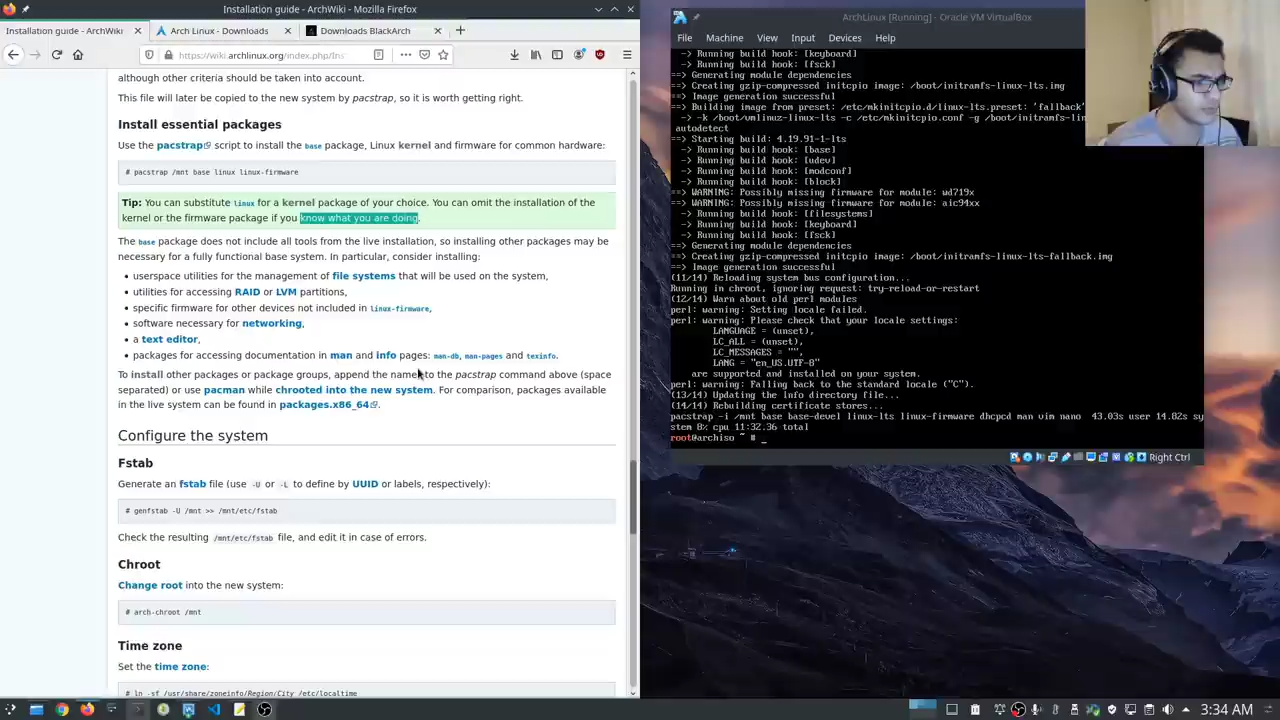 Installation guide - ArchWiki - Mozilla Firefox
Installation guide - ArchWiki
Arch Linux - Downloads
Downloads BlackArch
https://wiki.archlinux.org/index.php/Ins
although other criteria should be taken into account.
This file will later be copied to the new system by pacstrap, so it is worth getting right.
Install essential packages
Use the pacstrap script to install the base package, Linux kernel and firmware for common hardware:
# pacstrap /mnt base linux linux-firmware
Tip: You can substitute linux for a kernel package of your choice. You can omit the installation of the
kernel or the firmware package if you know what you are doing.
The base package does not include all tools from the live installation, so installing other packages may be
necessary for a fully functional base system. In particular, consider installing:
• userspace utilities for the management of file systems that will be used on the system,
• utilities for accessing RAID or LVM partitions,
• specific firmware for other devices not included in linux-firmware,
• software necessary for networking,
• a text editor,
• packages for accessing documentation in man and info pages: man-db, man-pages and texinfo.
To install other packages or package groups, append the names to the pacstrap command above (space
separated) or use pacman while chrooted into the new system. For comparison, packages available
in the live system can be found in packages.x86_64.
Configure the system
Fstab
Generate an fstab file (use -U or -L to define by UUID or labels, respectively):
# genfstab -U /mnt >> /mnt/etc/fstab
Check the resulting /mnt/etc/fstab file, and edit it in case of errors.
Chroot
Change root into the new system:
# arch-chroot /mnt
Time zone
Set the time zone:
# ln -sf /usr/share/zoneinfo/Region/City /etc/localtime
ArchLinux [Running] - Oracle VM VirtualBox
File Machine View Input Devices Help
-> Running build hook: [keyboard]
-> Running build hook: [fsck]
==> Generating module dependencies
==> Creating gzip-compressed initcpio image: /boot/initramfs-linux-lts.img
==> Image generation successful
==> Building image from preset: /etc/mkinitcpio.d/linux-lts.preset: 'fallback'
-> -k /boot/vmlinuz-linux-lts -c /etc/mkinitcpio.conf -g /boot/initramfs-lin
autodetect
==> Starting build: 4.19.91-1-lts
-> Running build hook: [base]
-> Running build hook: [udev]
-> Running build hook: [modconf]
-> Running build hook: [block]
==> WARNING: Possibly missing firmware for module: wd719x
==> WARNING: Possibly missing firmware for module: aic94xx
-> Running build hook: [filesystems]
-> Running build hook: [keyboard]
-> Running build hook: [fsck]
==> Generating module dependencies
==> Creating gzip-compressed initcpio image: /boot/initramfs-linux-lts-fallback.img
==> Image generation successful
(11/14) Reloading system bus configuration...
Running in chroot, ignoring request: try-reload-or-restart
(12/14) Warn about old perl modules
perl: warning: Setting locale failed.
perl: warning: Please check that your locale settings:
LANGUAGE = (unset),
LC_ALL = (unset),
LC_MESSAGES = "",
LANG = "en_US.UTF-8"
are supported and installed on your system.
perl: warning: Falling back to the standard locale ("C").
(13/14) Updating the info directory file...
(14/14) Rebuilding certificate stores...
pacstrap -i /mnt base base-devel linux-lts linux-firmware dhcpcd man vim nano  43.03s user 14.82s sy
stem 8% cpu 11:32.36 total
root@archiso ~ # _
Right Ctrl
3:34 AM